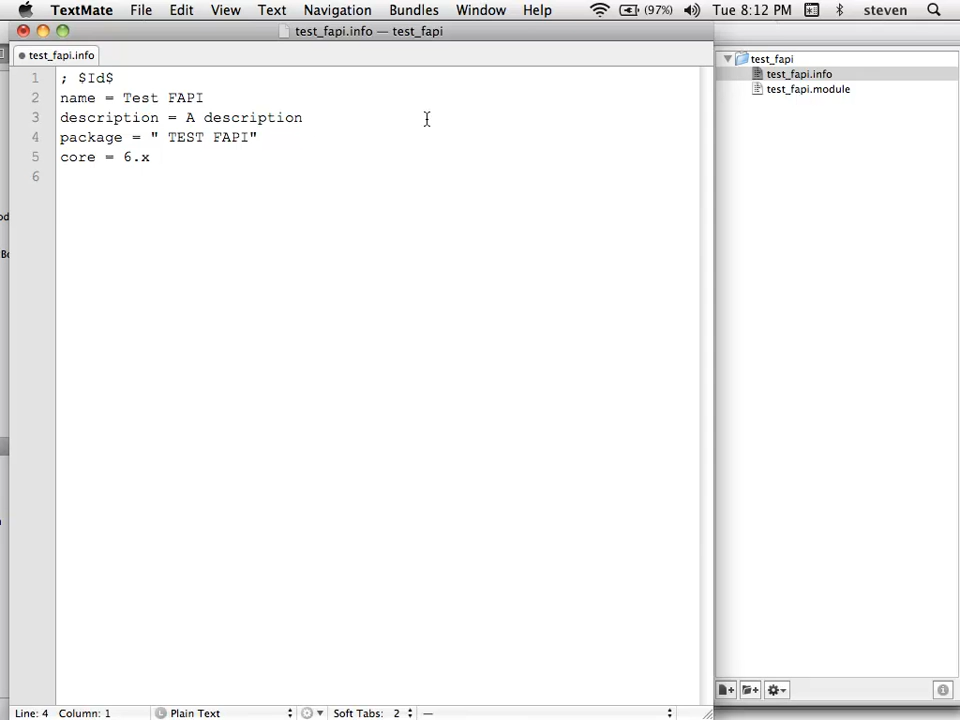 TextMate File Edit View Text Navigation Bundles Window Help (97%) Tue 8:12 PM steven
test_fapi.info — test_fapi
test_fapi.info
1 ; $Id$
2 name = Test FAPI
3 description = A description
4 package = " TEST FAPI"
5 core = 6.x
6
test_fapi
test_fapi.info
test_fapi.module
Line: 4 Column: 1 Plain Text Soft Tabs: 2 —